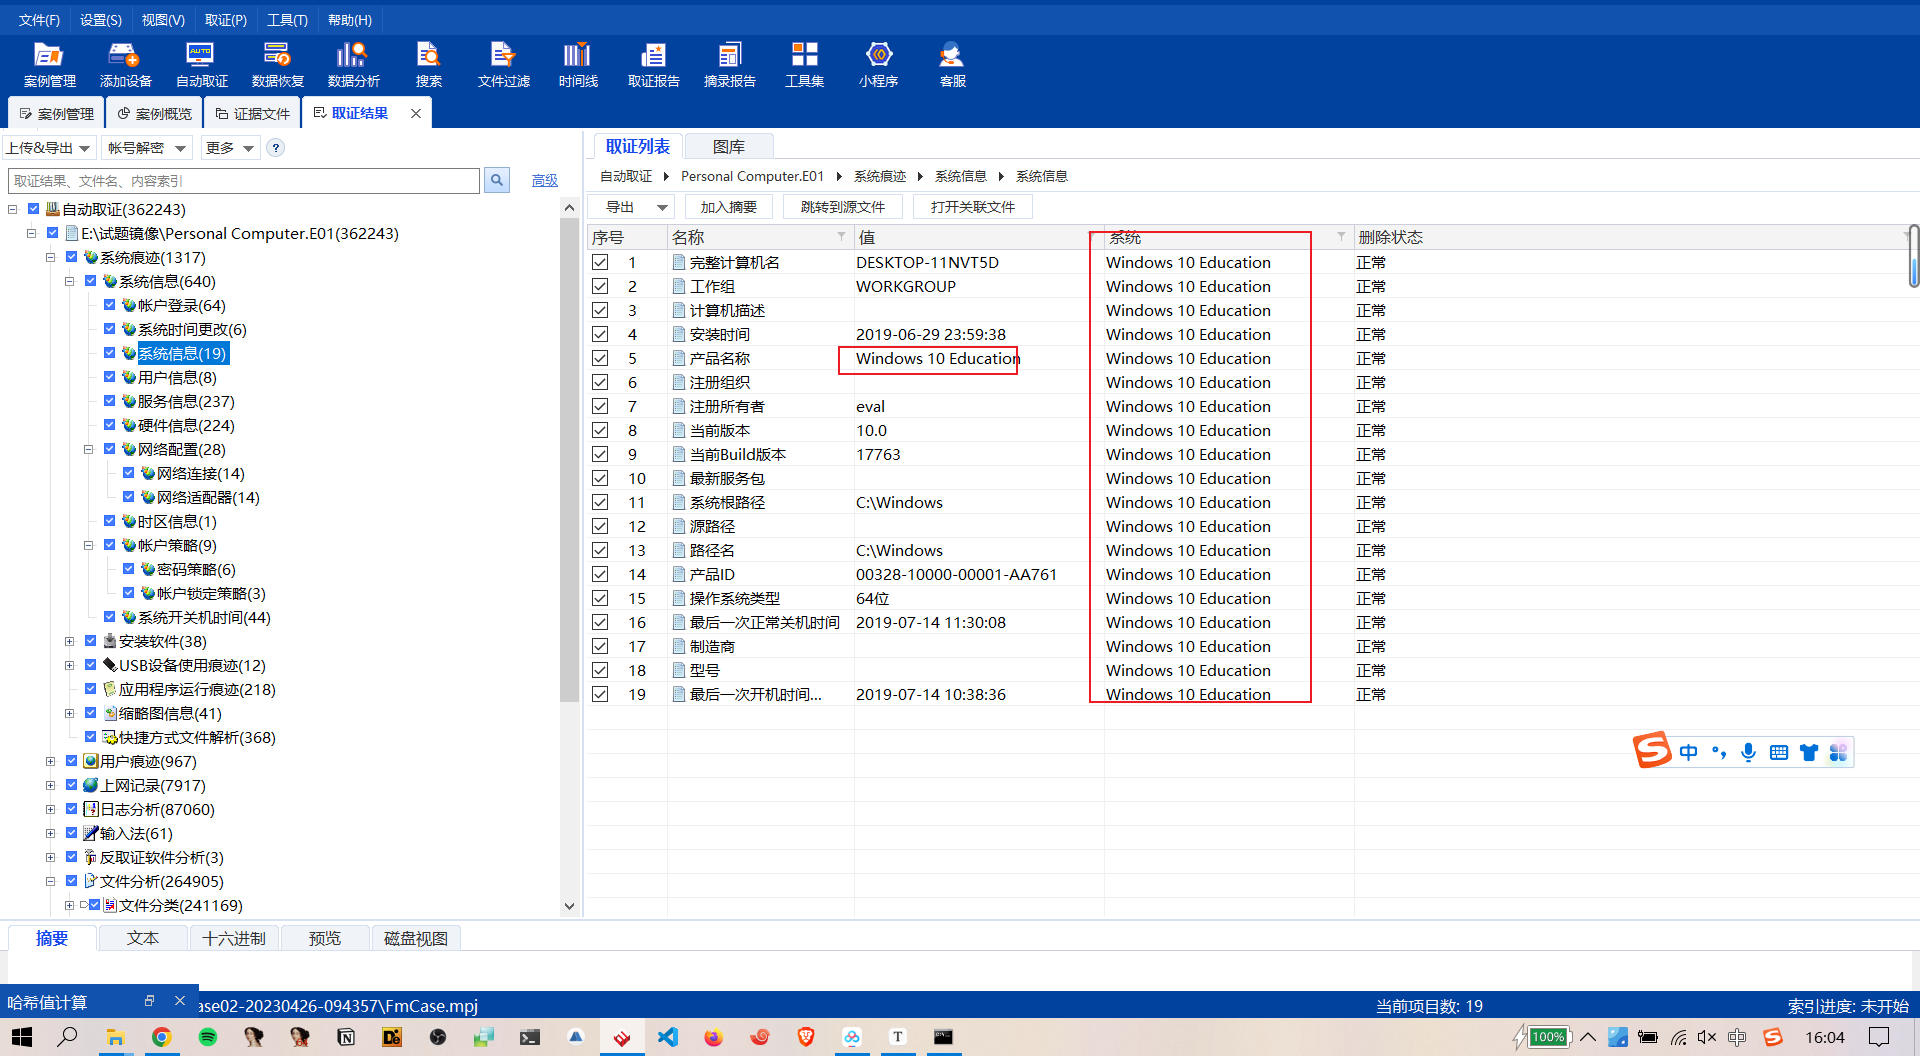 文件(F) 设置(S) 视图(V) 取证(P) 工具(T) 帮助(H)
AUTO
案例管理 添加设备 自动取证 数据恢复 数据分析 搜索 文件过滤 时间线 取证报告 摘录报告 工具集 小程序 客服
案例管理 案例概览 证据文件 取证结果
上传&导出 帐号解密 更多 ?
取证结果、文件名、内容索引 高级
自动取证(362243)
E:\试题镜像\Personal Computer.E01(362243)
系统痕迹(1317)
系统信息(640)
帐户登录(64)
系统时间更改(6)
系统信息(19)
用户信息(8)
服务信息(237)
硬件信息(224)
网络配置(28)
网络连接(14)
网络适配器(14)
时区信息(1)
帐户策略(9)
密码策略(6)
帐户锁定策略(3)
系统开关机时间(44)
安装软件(38)
USB设备使用痕迹(12)
应用程序运行痕迹(218)
缩略图信息(41)
快捷方式文件解析(368)
用户痕迹(967)
上网记录(7917)
日志分析(87060)
输入法(61)
反取证软件分析(3)
文件分析(264905)
文件分类(241169)
取证列表 图库
自动取证 Personal Computer.E01 系统痕迹 系统信息 系统信息
导出 加入摘要 跳转到源文件 打开关联文件
序号 名称 值 系统 删除状态
1 完整计算机名 DESKTOP-11NVT5D Windows 10 Education 正常
2 工作组 WORKGROUP Windows 10 Education 正常
3 计算机描述 Windows 10 Education 正常
4 安装时间 2019-06-29 23:59:38 Windows 10 Education 正常
5 产品名称 Windows 10 Education Windows 10 Education 正常
6 注册组织 Windows 10 Education 正常
7 注册所有者 eval Windows 10 Education 正常
8 当前版本 10.0 Windows 10 Education 正常
9 当前Build版本 17763 Windows 10 Education 正常
10 最新服务包 Windows 10 Education 正常
11 系统根路径 C:\Windows Windows 10 Education 正常
12 源路径 Windows 10 Education 正常
13 路径名 C:\Windows Windows 10 Education 正常
14 产品ID 00328-10000-00001-AA761 Windows 10 Education 正常
15 操作系统类型 64位 Windows 10 Education 正常
16 最后一次正常关机时间 2019-07-14 11:30:08 Windows 10 Education 正常
17 制造商 Windows 10 Education 正常
18 型号 Windows 10 Education 正常
19 最后一次开机时间... 2019-07-14 10:38:36 Windows 10 Education 正常
中
摘要 文本 十六进制 预览 磁盘视图
哈希值计算 ase02-20230426-094357\FmCase.mpj 当前项目数: 19 索引进度: 未开始
De T 100% 中 16:04